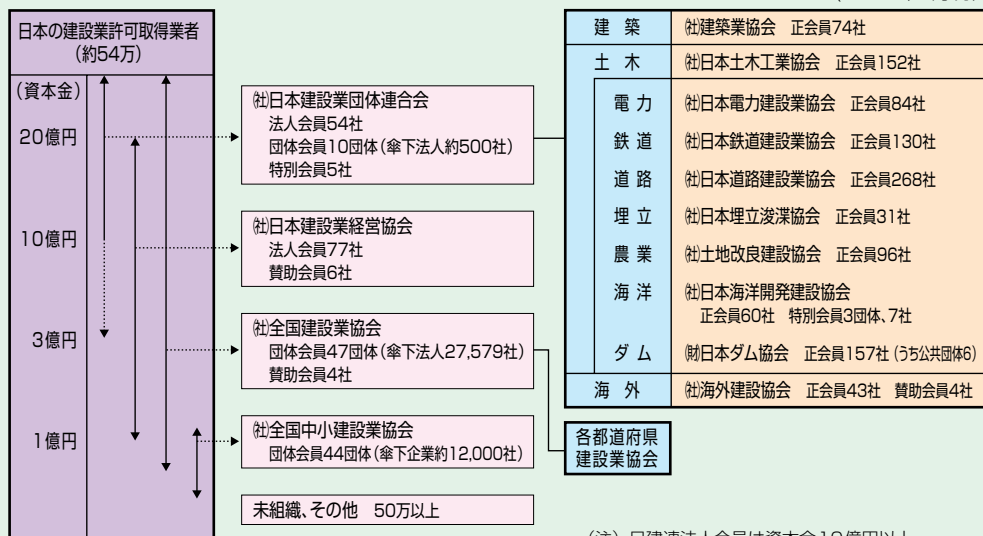 日本の建設業許可取得業者
(約54万)
(資本金)
20億円
10億円
3億円
1億円
㈳日本建設業団体連合会
法人会員54社
団体会員10団体(傘下法人約500社)
特別会員5社
㈳日本建設業経営協会
法人会員77社
賛助会員6社
㈳全国建設業協会
団体会員47団体(傘下法人27,579社)
賛助会員4社
㈳全国中小建設業協会
団体会員44団体(傘下企業約12,000社)
未組織、その他 50万以上
建 築 ㈳建築業協会 正会員74社
土 木 ㈳日本土木工業協会 正会員152社
電 力 ㈳日本電力建設業協会 正会員84社
鉄 道 ㈳日本鉄道建設業協会 正会員130社
道 路 ㈳日本道路建設業協会 正会員268社
埋 立 ㈳日本埋立浚渫協会 正会員31社
農 業 ㈳土地改良建設協会 正会員96社
海 洋 ㈳日本海洋開発建設協会
正会員60社 特別会員3団体、7社
ダ ム ㈶日本ダム協会 正会員157社 (うち公共団体6)
海 外 ㈳海外建設協会 正会員43社 賛助会員4社
各都道府県
建設業協会
(注) 日建連法人会員は資本金10億円以上